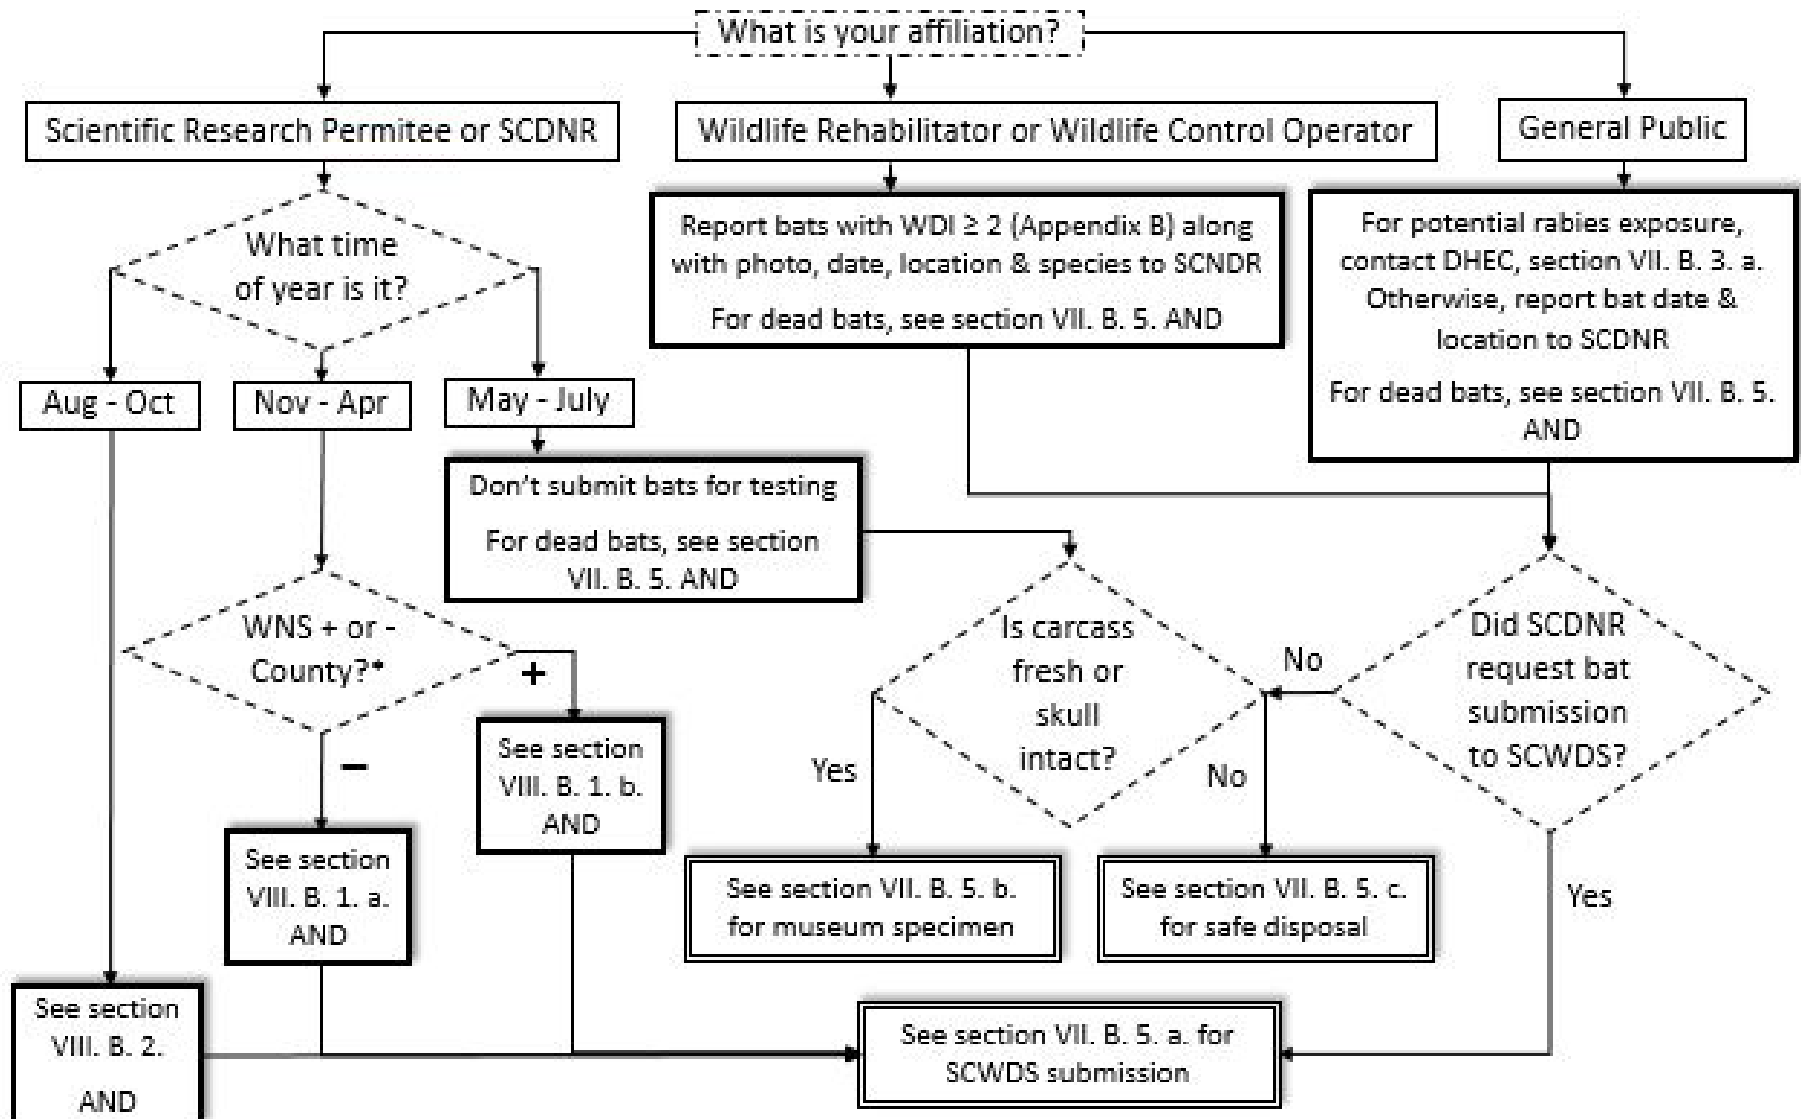 What is your affiliation?
Scientific Research Permitee or SCDNR
Wildlife Rehabilitator or Wildlife Control Operator
General Public
What time
of year is it?
Report bats with WDI ≥ 2 (Appendix B) along
with photo, date, location & species to SCNDR
For dead bats, see section VII. B. 5. AND
For potential rabies exposure,
contact DHEC, section VII. B. 3. a.
Otherwise, report bat date &
location to SCDNR
For dead bats, see section VII. B. 5.
AND
Aug - Oct
Nov - Apr
May - July
Don't submit bats for testing
For dead bats, see section
VII. B. 5. AND
WNS + or -
County?*
+
−
See section
VIII. B. 1. b.
AND
See section
VIII. B. 1. a.
AND
See section
VIII. B. 2.
AND
Is carcass
fresh or
skull
intact?
Yes
No
No
Did SCDNR
request bat
submission
to SCWDS?
Yes
See section VII. B. 5. b.
for museum specimen
See section VII. B. 5. c.
for safe disposal
See section VII. B. 5. a. for
SCWDS submission